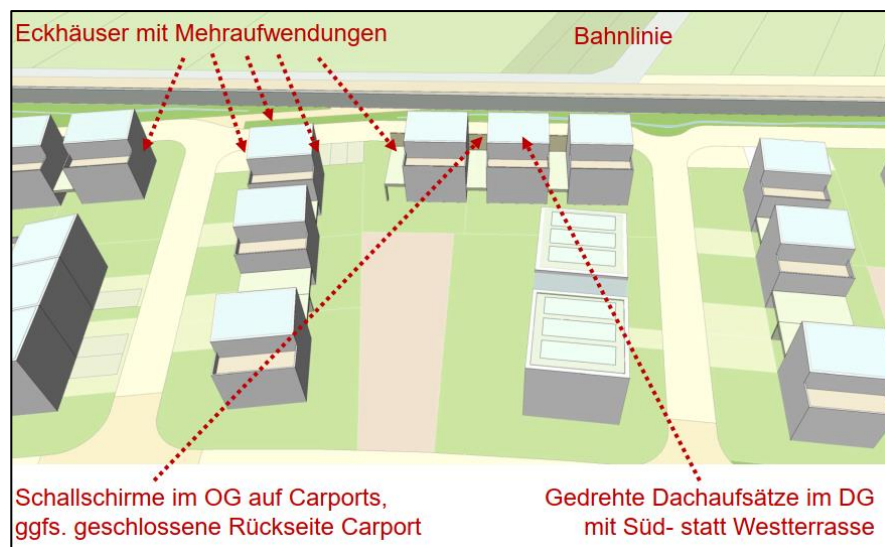 Eckhäuser mit Mehraufwendungen
Bahnlinie
Schallschirme im OG auf Carports,
ggfs. geschlossene Rückseite Carport
Gedrehte Dachaufsätze im DG
mit Süd- statt Westterrasse